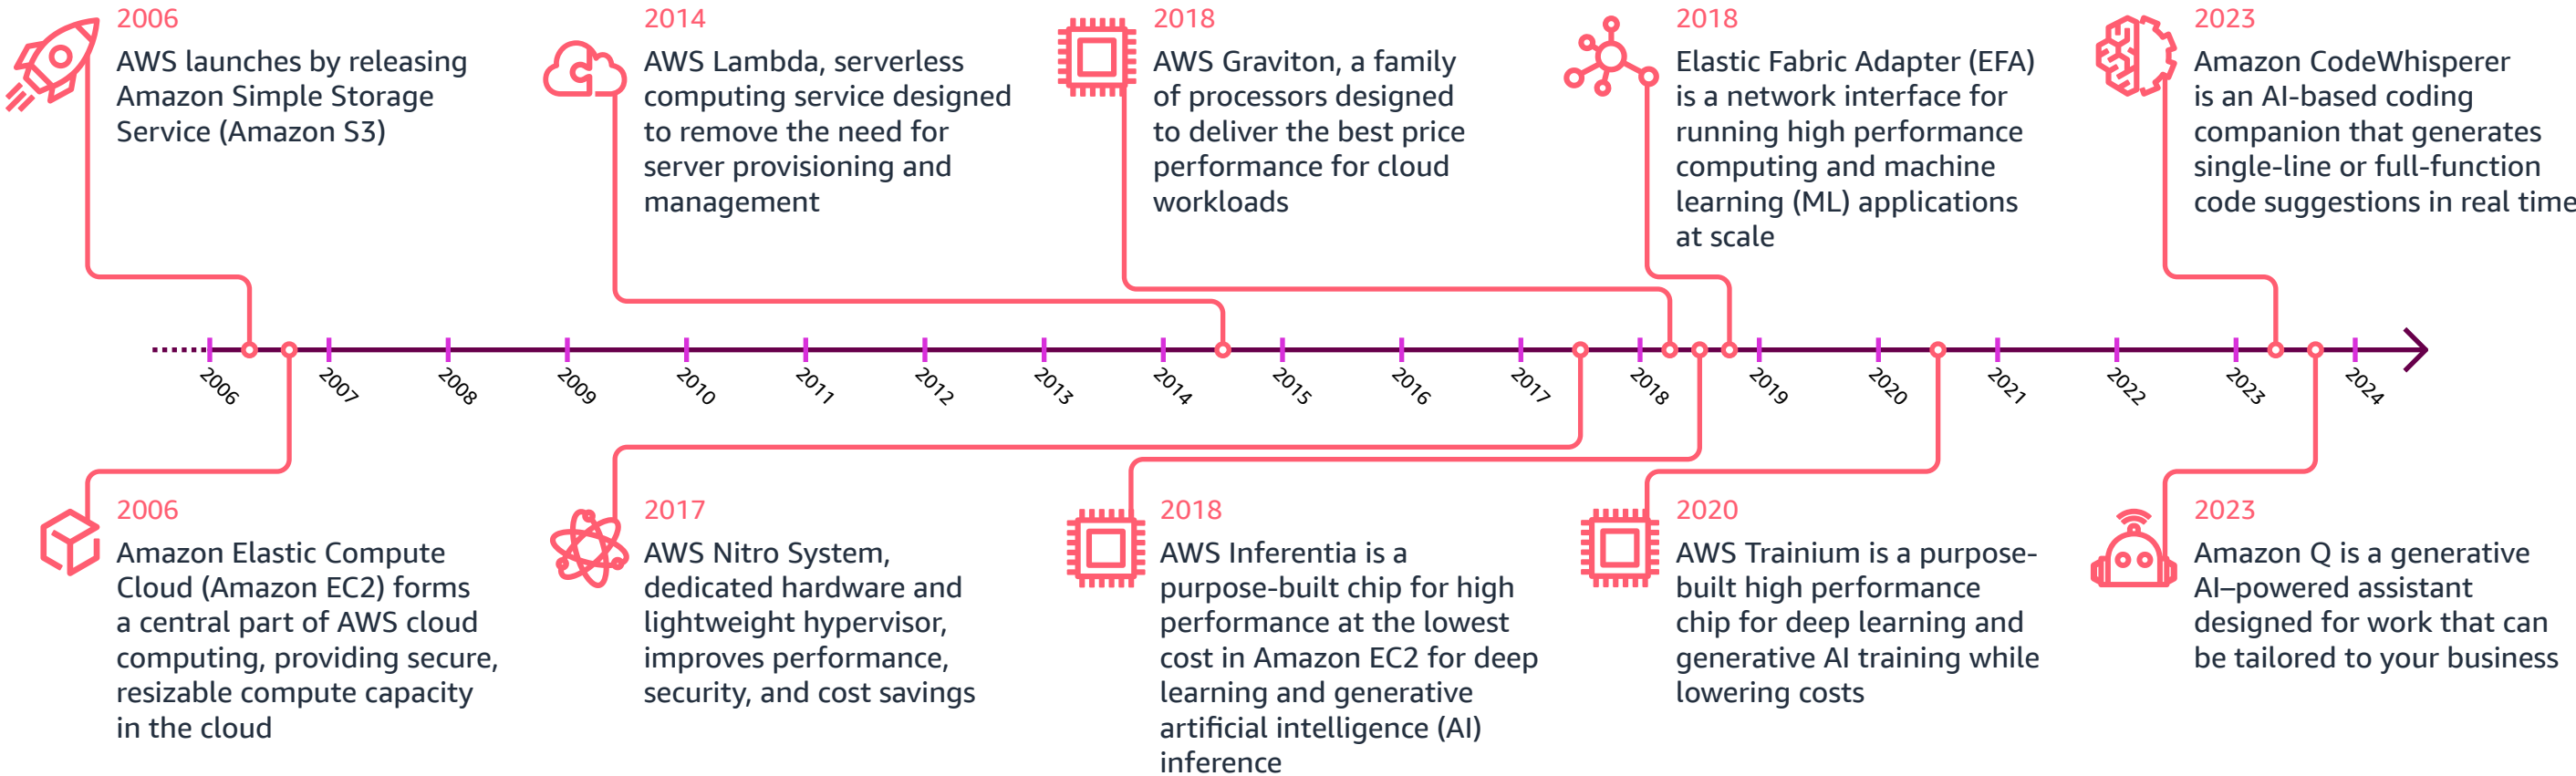 2006
AWS launches by releasing
Amazon Simple Storage
Service (Amazon S3)
2014
AWS Lambda, serverless
computing service designed
to remove the need for
server provisioning and
management
2018
AWS Graviton, a family
of processors designed
to deliver the best price
performance for cloud
workloads
2018
Elastic Fabric Adapter (EFA)
is a network interface for
running high performance
computing and machine
learning (ML) applications
at scale
2023
Amazon CodeWhisperer
is an AI-based coding
companion that generates
single-line or full-function
code suggestions in real time
2006
2007
2008
2009
2010
2011
2012
2013
2014
2015
2016
2017
2018
2019
2020
2021
2022
2023
2024
2006
Amazon Elastic Compute
Cloud (Amazon EC2) forms
a central part of AWS cloud
computing, providing secure,
resizable compute capacity
in the cloud
2017
AWS Nitro System,
dedicated hardware and
lightweight hypervisor,
improves performance,
security, and cost savings
2018
AWS Inferentia is a
purpose-built chip for high
performance at the lowest
cost in Amazon EC2 for deep
learning and generative
artificial intelligence (AI)
inference
2020
AWS Trainium is a purpose-
built high performance
chip for deep learning and
generative AI training while
lowering costs
2023
Amazon Q is a generative
AI–powered assistant
designed for work that can
be tailored to your business